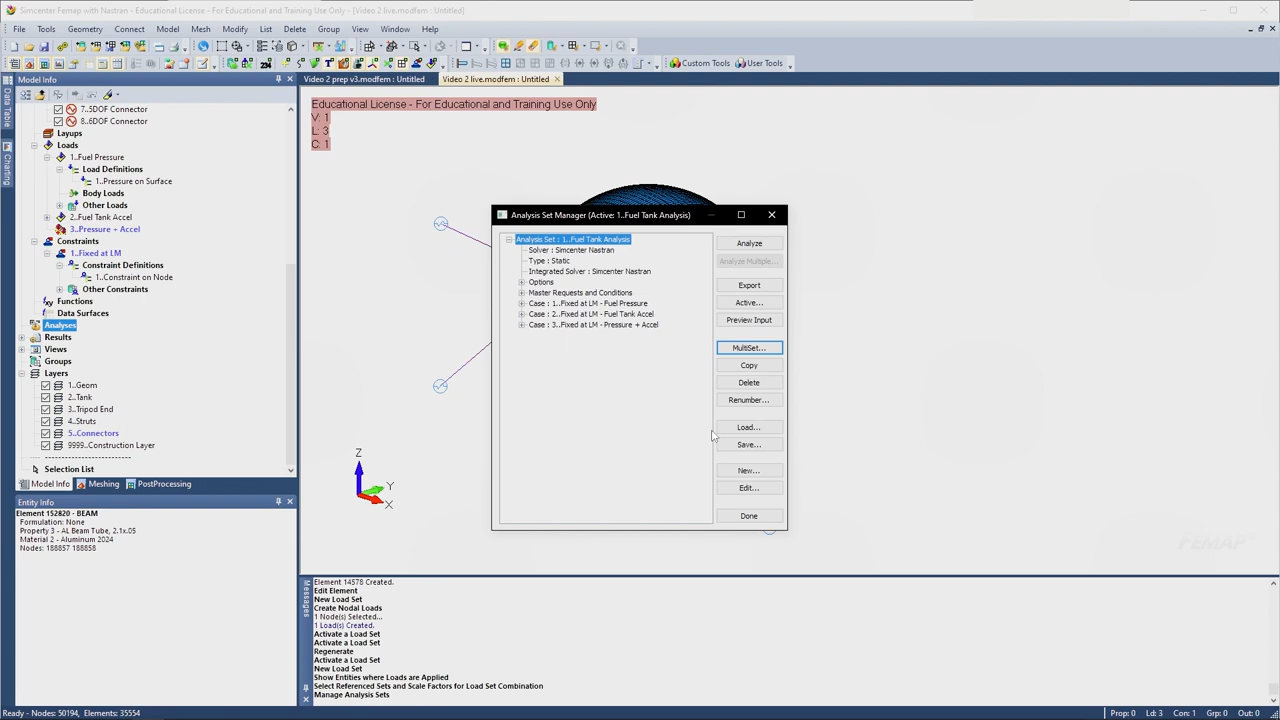 Simcenter Femap with Nastran - Educational License - For Educational and Training Use Only - [Video 2 live.modfem : Untitled]
File Tools Geometry Connect Model Mesh Modify List Delete Group View Window Help
Custom Tools User Tools
Model Info
Video 2 prep v3.modfem : Untitled Video 2 live.modfem : Untitled
Data Table
Charting
7..5DOF Connector
8..6DOF Connector
Layups
Loads
1..Fuel Pressure
Load Definitions
1..Pressure on Surface
Body Loads
Other Loads
2..Fuel Tank Accel
3..Pressure + Accel
Constraints
1..Fixed at LM
Constraint Definitions
1..Constraint on Node
Other Constraints
Functions
Data Surfaces
Analyses
Results
Views
Groups
Layers
1..Geom
2..Tank
3..Tripod End
4..Struts
5..Connectors
9999..Construction Layer
Selection List
Model Info Meshing PostProcessing
Entity Info
Element 152820 - BEAM
Formulation: None
Property 3 - AL Beam Tube, 2.1x.05
Material 2 - Aluminum 2024
Nodes: 188857 188858
Educational License - For Educational and Training Use Only
V: 1
L: 3
C: 1
Z
Y
X
FEMAP
Analysis Set Manager (Active: 1..Fuel Tank Analysis)
Analysis Set : 1..Fuel Tank Analysis
Solver : Simcenter Nastran
Type : Static
Integrated Solver : Simcenter Nastran
Options
Master Requests and Conditions
Case : 1..Fixed at LM - Fuel Pressure
Case : 2..Fixed at LM - Fuel Tank Accel
Case : 3..Fixed at LM - Pressure + Accel
Analyze
Analyze Multiple...
Export
Active...
Preview Input
MultiSet...
Copy
Delete
Renumber...
Load...
Save...
New...
Edit...
Done
Messages
Element 14578 Created.
Edit Element
New Load Set
Create Nodal Loads
1 Node(s) Selected...
1 Load(s) Created.
Activate a Load Set
Activate a Load Set
Regenerate
Activate a Load Set
New Load Set
Show Entities where Loads are Applied
Select Referenced Sets and Scale Factors for Load Set Combination
Manage Analysis Sets
Ready - Nodes: 50194, Elements: 35554
Prop: 0 Ld: 3 Con: 1 Grp: 0 Out: 0